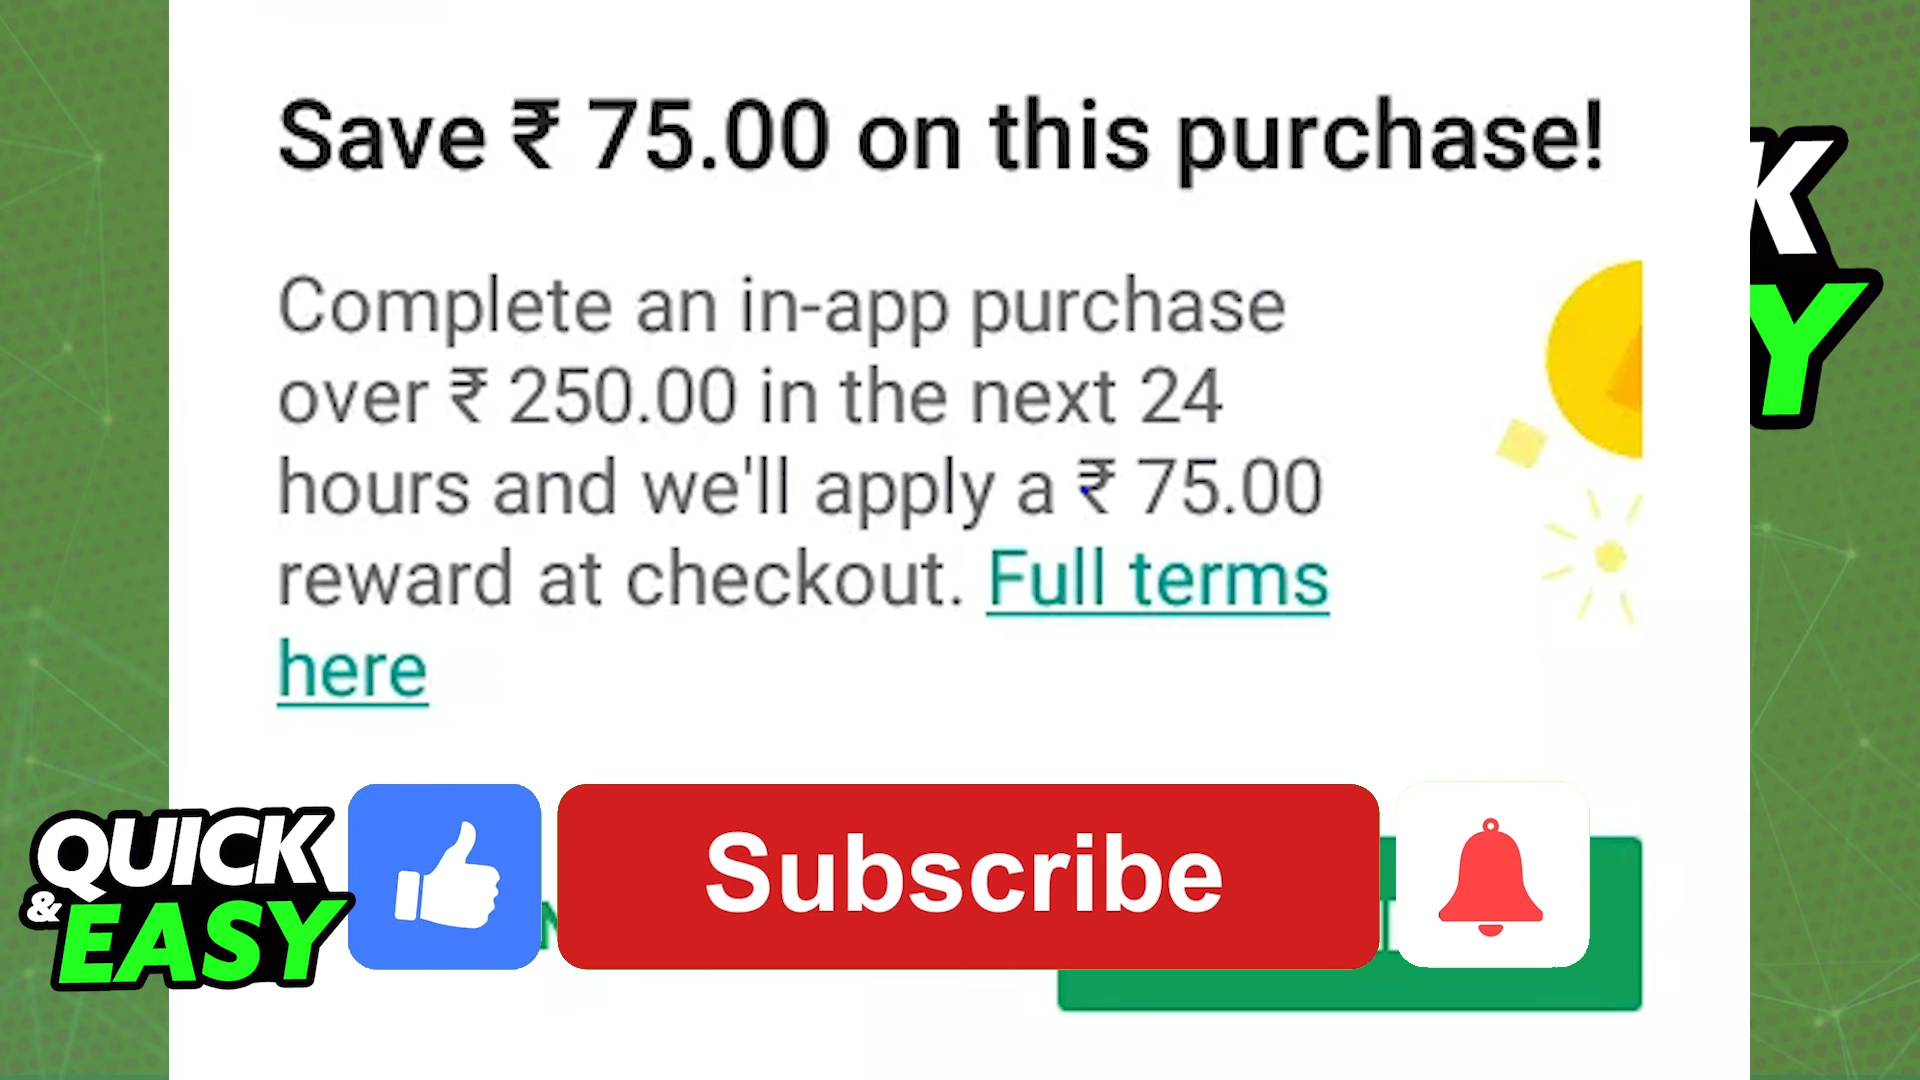 Save ₹ 75.00 on this purchase!
Complete an in-app purchase
over ₹ 250.00 in the next 24
hours and we'll apply a ₹ 75.00
reward at checkout. Full terms
here
QUICK
& EASY
Subscribe
K
Y